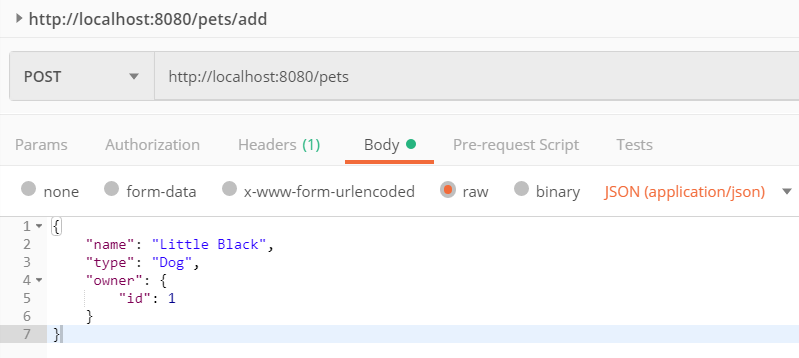 http://localhost:8080/pets/add
POST http://localhost:8080/pets
Params Authorization Headers (1) Body Pre-request Script Tests
none form-data x-www-form-urlencoded raw binary JSON (application/json)
1 {
2 "name": "Little Black",
3 "type": "Dog",
4 "owner": {
5 "id": 1
6 }
7 }